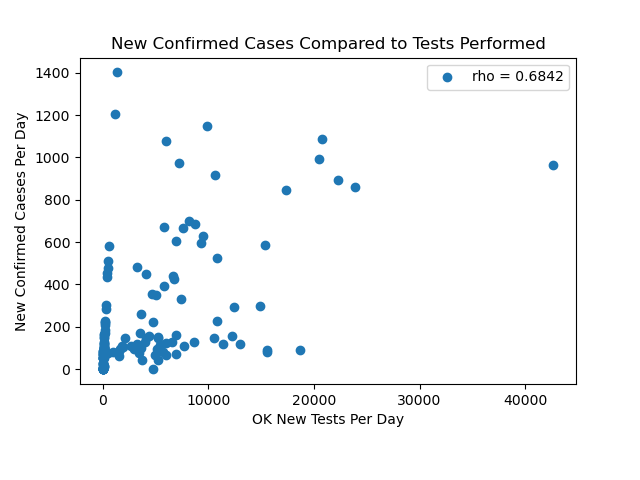 New Confirmed Cases Compared to Tests Performed
rho = 0.6842
1400
1200
1000
800
600
400
200
0
New Confirmed Caeses Per Day
0 10000 20000 30000 40000
OK New Tests Per Day